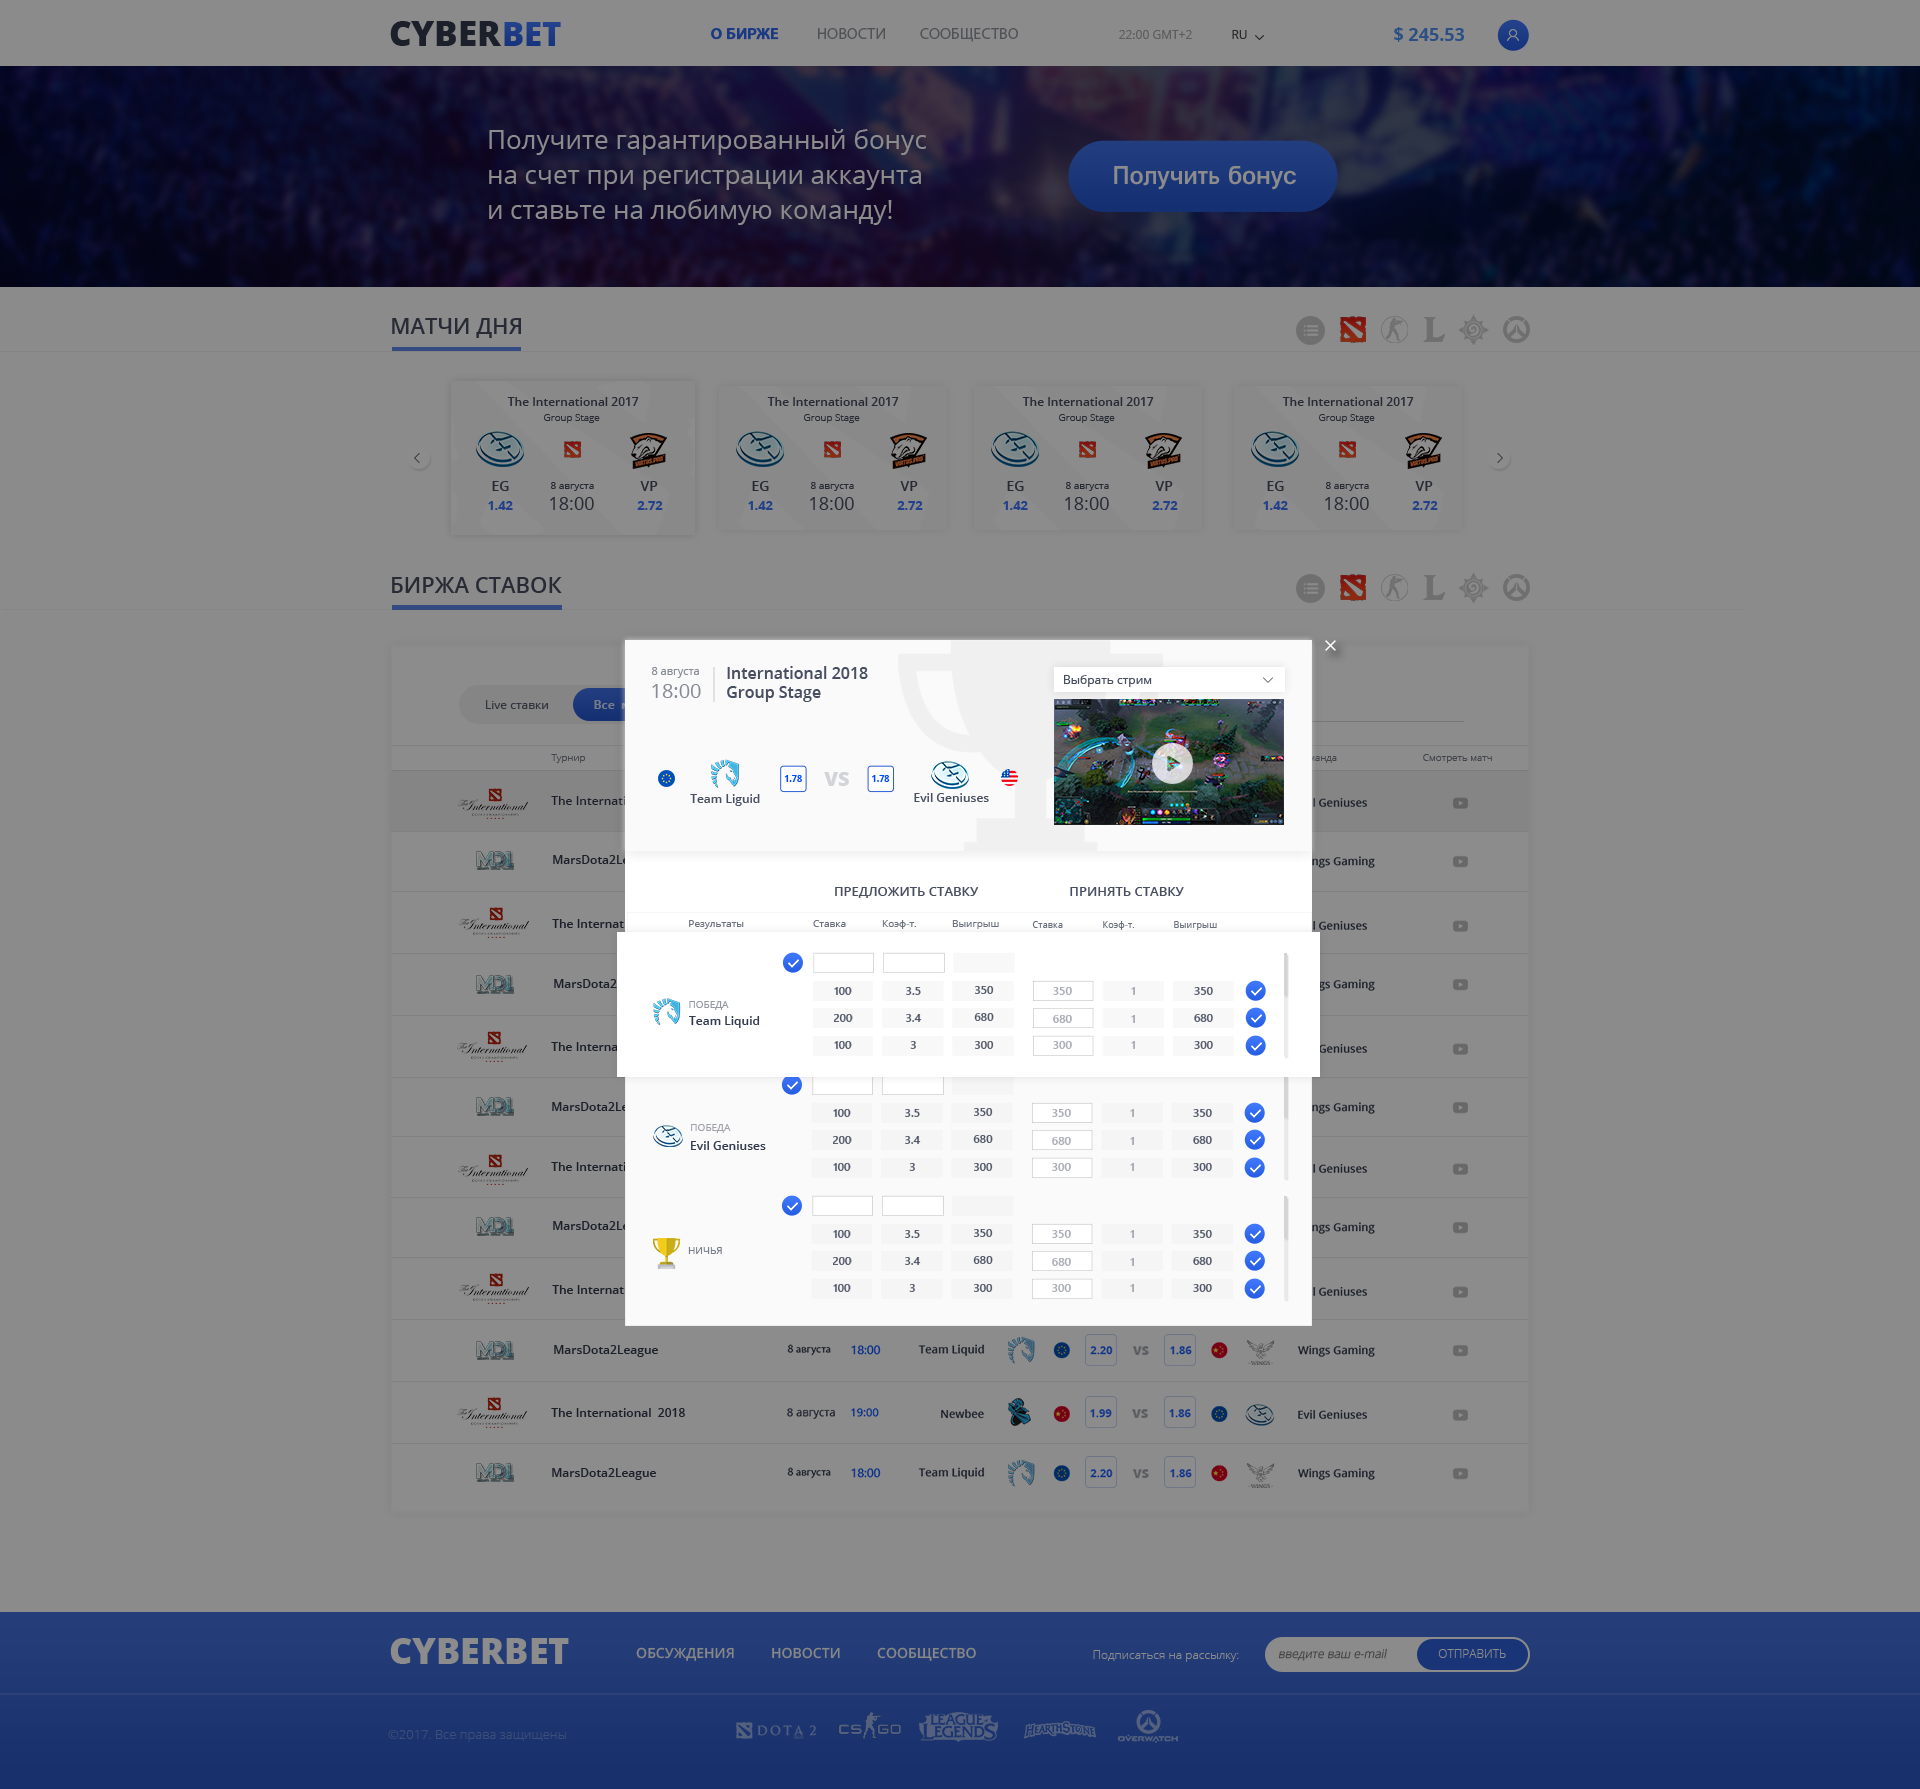 CYBERBET
О БИРЖЕ
НОВОСТИ
СООБЩЕСТВО
22:00 GMT+2
RU
$ 245.53
Получите гарантированный бонус
на счет при регистрации аккаунта
и ставьте на любимую команду!
Получить бонус
МАТЧИ ДНЯ
The International 2017
Group Stage
EG
8 августа
VP
1.42
18:00
2.72
The International 2017
Group Stage
EG
8 августа
VP
1.42
18:00
2.72
The International 2017
Group Stage
EG
8 августа
VP
1.42
18:00
2.72
The International 2017
Group Stage
EG
8 августа
VP
1.42
18:00
2.72
БИРЖА СТАВОК
Live ставки
Все
Турнир
Смотреть матч
8 августа
18:00
International 2018
Group Stage
Выбрать стрим
Team Liguid
1.78
VS
1.78
Evil Geniuses
ПРЕДЛОЖИТЬ СТАВКУ
ПРИНЯТЬ СТАВКУ
Результаты
Ставка
Коэф-т.
Выигрыш
Ставка
Коэф-т.
Выигрыш
ПОБЕДА
Team Liquid
100 3.5 350 350 1 350
200 3.4 680 680 1 680
100 3 300 300 1 300
ПОБЕДА
Evil Geniuses
100 3.5 350 350 1 350
200 3.4 680 680 1 680
100 3 300 300 1 300
НИЧЬЯ
100 3.5 350 350 1 350
200 3.4 680 680 1 680
100 3 300 300 1 300
The Internati
Geniuses
MarsDota2Le
Gaming
The Internat
Geniuses
MarsDota2
Gaming
The Interna
Geniuses
MarsDota2Le
Gaming
The Internati
Geniuses
MarsDota2Le
Gaming
The Internat
Geniuses
MarsDota2League 8 августа 18:00 Team Liquid 2.20 VS 1.86 Wings Gaming
The International 2018 8 августа 19:00 Newbee 1.99 VS 1.86 Evil Geniuses
MarsDota2League 8 августа 18:00 Team Liquid 2.20 VS 1.86 Wings Gaming
CYBERBET
ОБСУЖДЕНИЯ
НОВОСТИ
СООБЩЕСТВО
Подписаться на рассылку:
введите ваш e-mail
ОТПРАВИТЬ
©2017. Все права защищены
DOTA 2
CS GO
LEAGUE OF LEGENDS
HEARTHSTONE
OVERWATCH